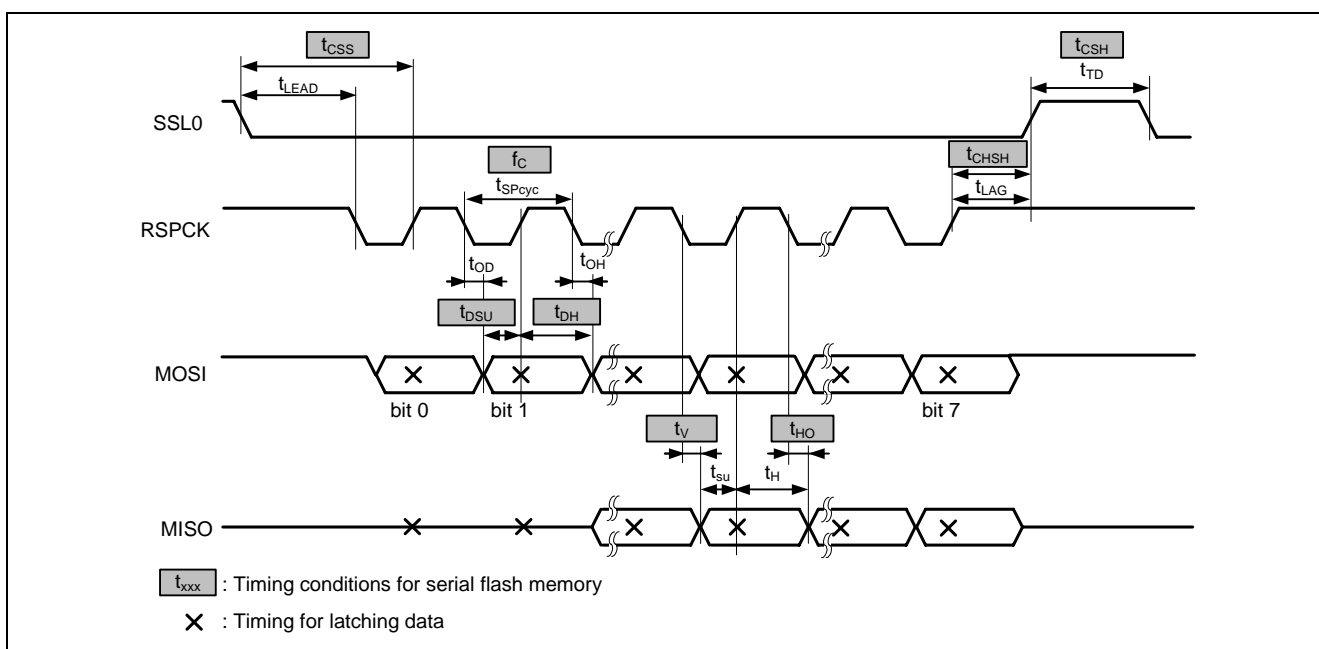 tCSS
tCSH
tLEAD
tTD
SSL0
tCHSH
fC
tSPcyc
tLAG
RSPCK
tOD
tOH
tDSU
tDH
MOSI
bit 0
bit 1
bit 7
tV
tHO
tsu
tH
MISO
txxx : Timing conditions for serial flash memory
: Timing for latching data